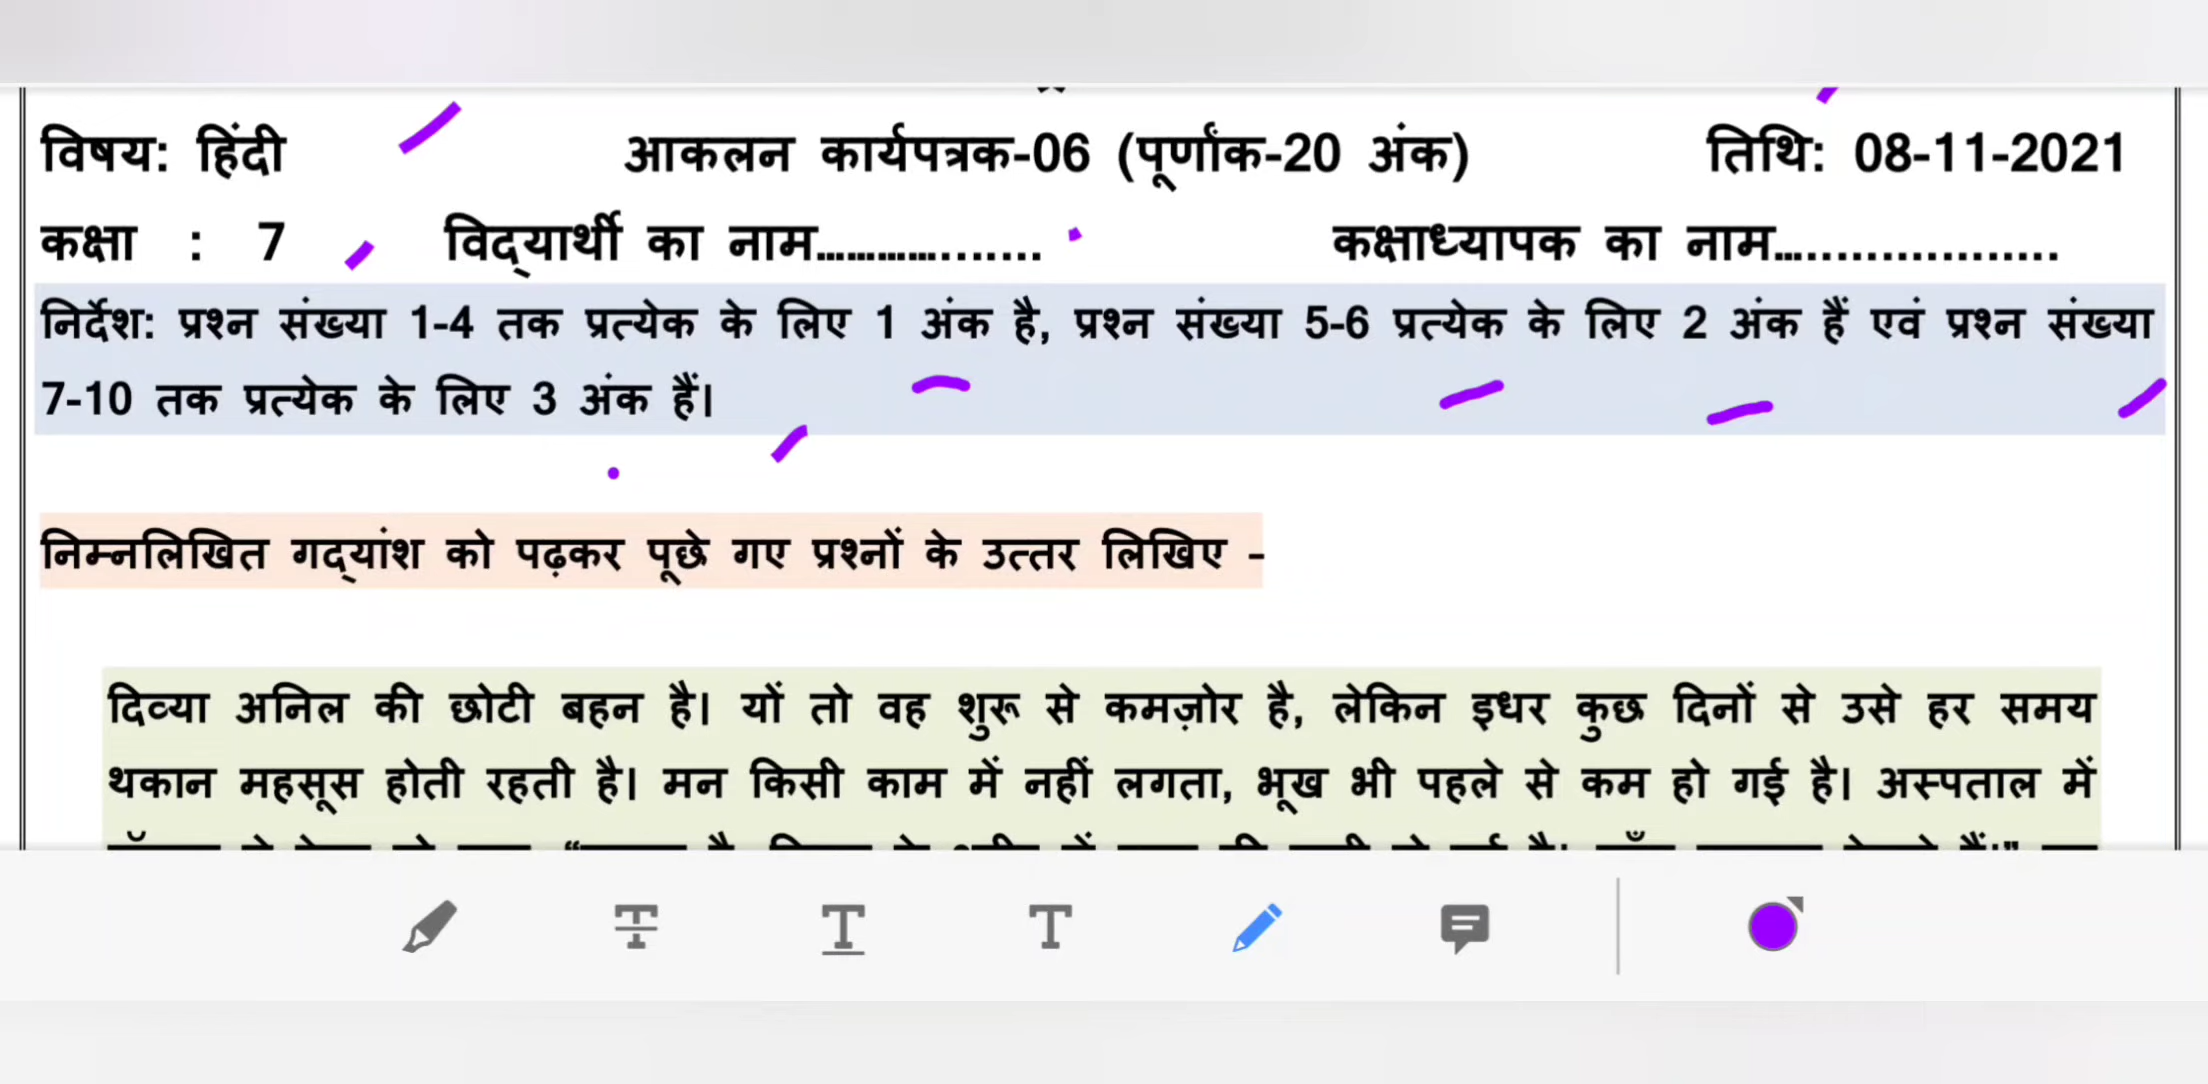 विषय: हिंदी आकलन कार्यपत्रक-06 (पूर्णांक-20 अंक) तिथि: 08-11-2021
कक्षा : 7 विद्यार्थी का नाम..................... कक्षाध्यापक का नाम.....................
निर्देश: प्रश्न संख्या 1-4 तक प्रत्येक के लिए 1 अंक है, प्रश्न संख्या 5-6 प्रत्येक के लिए 2 अंक हैं एवं प्रश्न संख्या
7-10 तक प्रत्येक के लिए 3 अंक हैं।
निम्नलिखित गद्यांश को पढ़कर पूछे गए प्रश्नों के उत्तर लिखिए -
दिव्या अनिल की छोटी बहन है। यों तो वह शुरू से कमज़ोर है, लेकिन इधर कुछ दिनों से उसे हर समय
थकान महसूस होती रहती है। मन किसी काम में नहीं लगता, भूख भी पहले से कम हो गई है। अस्पताल में